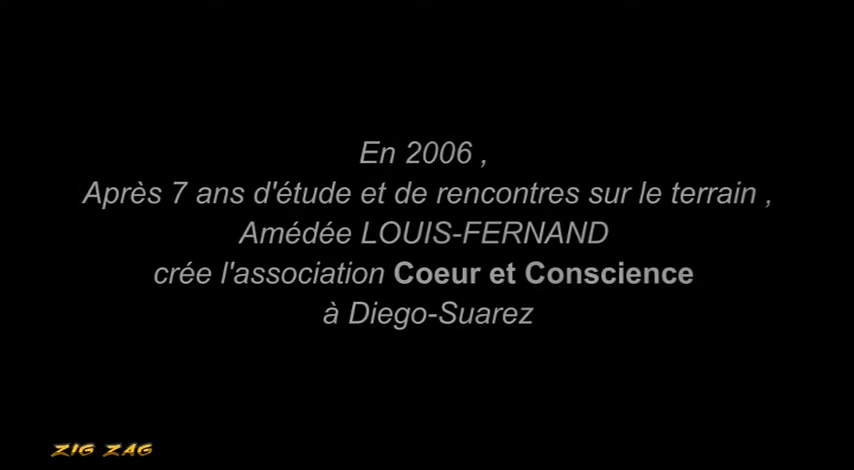 En 2006 ,
Après 7 ans d'étude et de rencontres sur le terrain ,
Amédée LOUIS-FERNAND
crée l'association Coeur et Conscience
à Diego-Suarez
ZIG ZAG